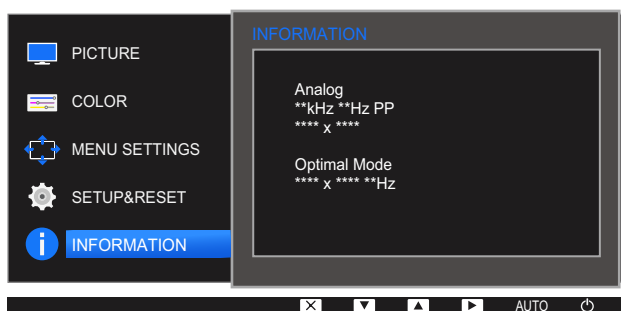 PICTURE
COLOR
MENU SETTINGS
SETUP&RESET
INFORMATION
INFORMATION
Analog
**kHz **Hz PP
**** x ****
Optimal Mode
**** x **** **Hz
AUTO